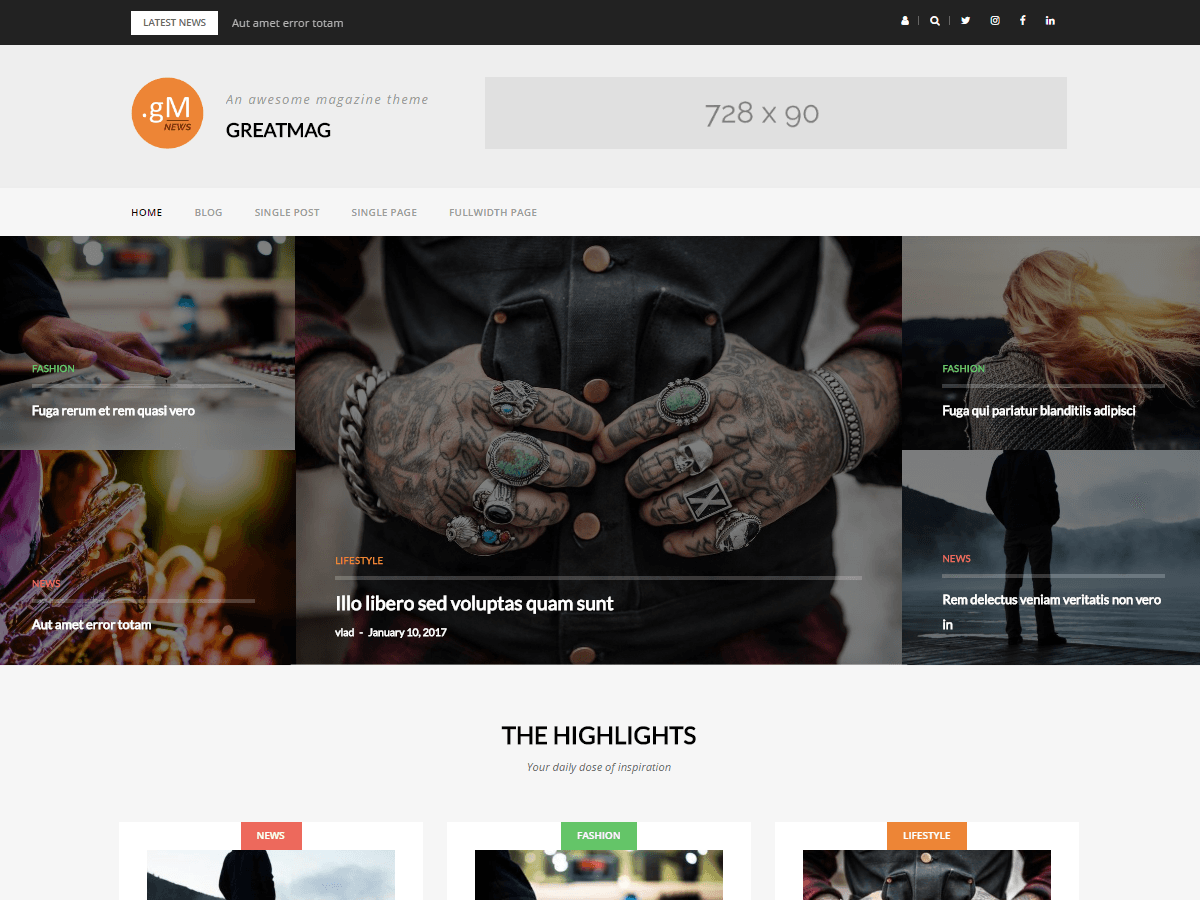 LATEST NEWS
Aut amet error totam
.gM
NEWS
An awesome magazine theme
GREATMAG
728 x 90
HOME
BLOG
SINGLE POST
SINGLE PAGE
FULLWIDTH PAGE
FASHION
Fuga rerum et rem quasi vero
NEWS
Aut amet error totam
LIFESTYLE
Illo libero sed voluptas quam sunt
vlad - January 10, 2017
FASHION
Fuga qui pariatur blanditiis adipisci
NEWS
Rem delectus veniam veritatis non vero
in
THE HIGHLIGHTS
Your daily dose of inspiration
NEWS
FASHION
LIFESTYLE